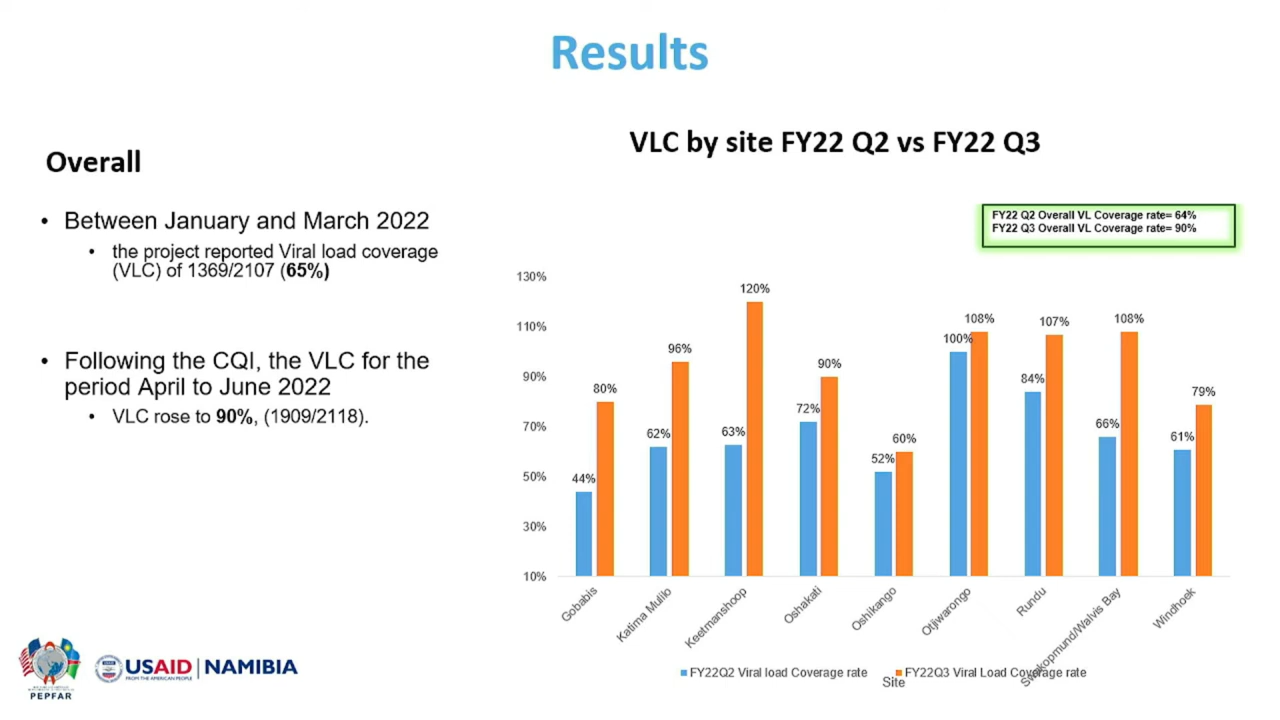 Results
Overall
• Between January and March 2022
• the project reported Viral load coverage
(VLC) of 1369/2107 (65%)
• Following the CQI, the VLC for the
period April to June 2022
• VLC rose to 90%, (1909/2118).
VLC by site FY22 Q2 vs FY22 Q3
FY22 Q2 Overall VL Coverage rate= 64%
FY22 Q3 Overall VL Coverage rate= 90%
130%
110%
90%
70%
50%
30%
10%
44%
80%
62%
96%
63%
120%
72%
90%
52%
60%
100%
108%
84%
107%
66%
108%
61%
79%
Gobabis
Katima Mulilo
Keetmanshoop
Oshakati
Oshikango
Otjiwarongo
Rundu
Swakopmund/Walvis Bay
Windhoek
FY22Q2 Viral load Coverage rate
FY22Q3 Viral Load Coverage rate
Site
PEPFAR
USAID | NAMIBIA
FROM THE AMERICAN PEOPLE